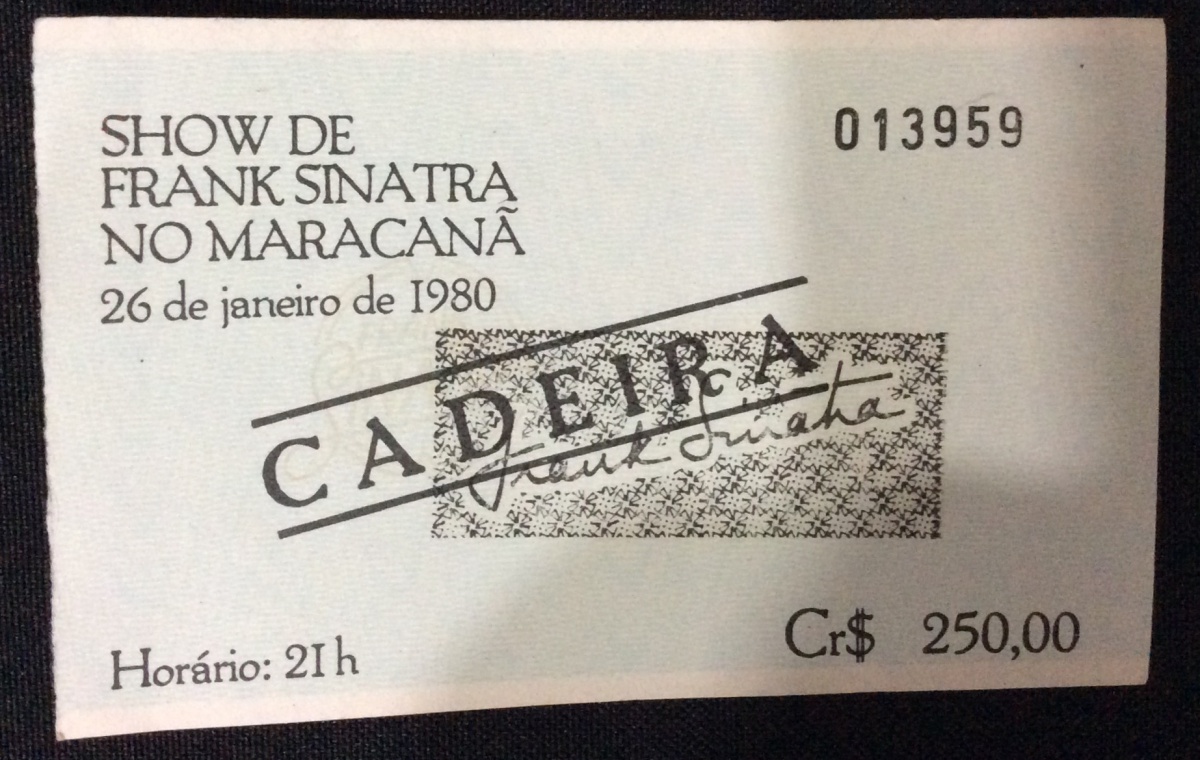 SHOW DE
FRANK SINATRA
NO MARACANÃ
26 de janeiro de 1980
013959
CADEIRA
Frank Sinatra
Horário: 21 h
Cr$ 250,00